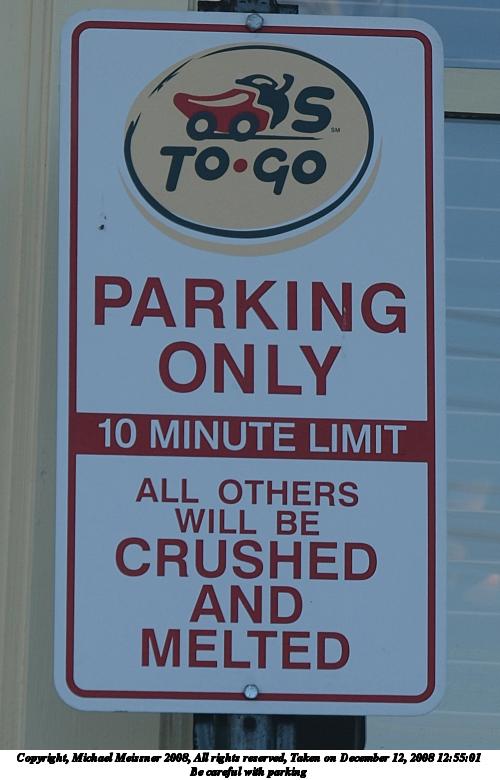 'S
SM
TO•GO
PARKING
ONLY
10 MINUTE LIMIT
ALL OTHERS
WILL BE
CRUSHED
AND
MELTED
Copyright, Michael Meissner 2008, All rights reserved, Taken on December 12, 2008 12:55:01
Be careful with parking